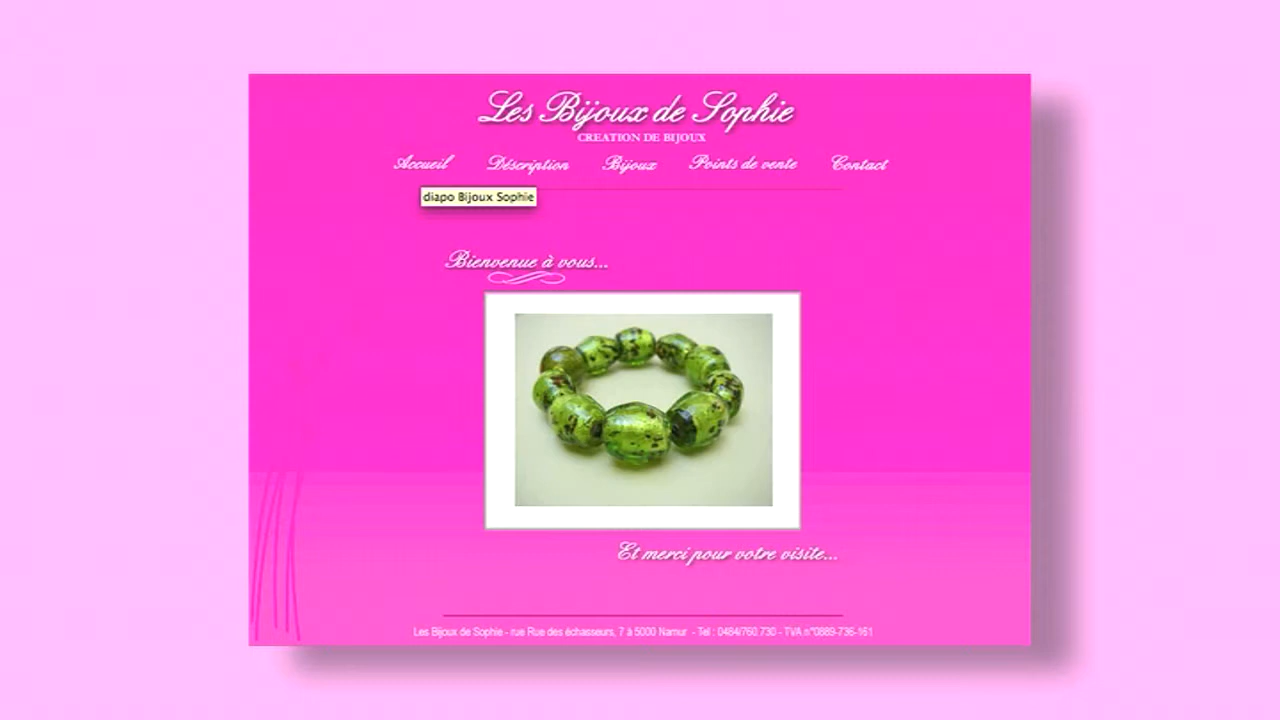 Les Bijoux de Sophie
CREATION DE BIJOUX
Accueil Déscription Bijoux Points de vente Contact
diapo Bijoux Sophie
Bienvenue à vous...
Et merci pour votre visite...
Les Bijoux de Sophie - rue Rue des échasseurs, 7 à 5000 Namur - Tel : 0484/760.730 - TVA n°0889-736-161